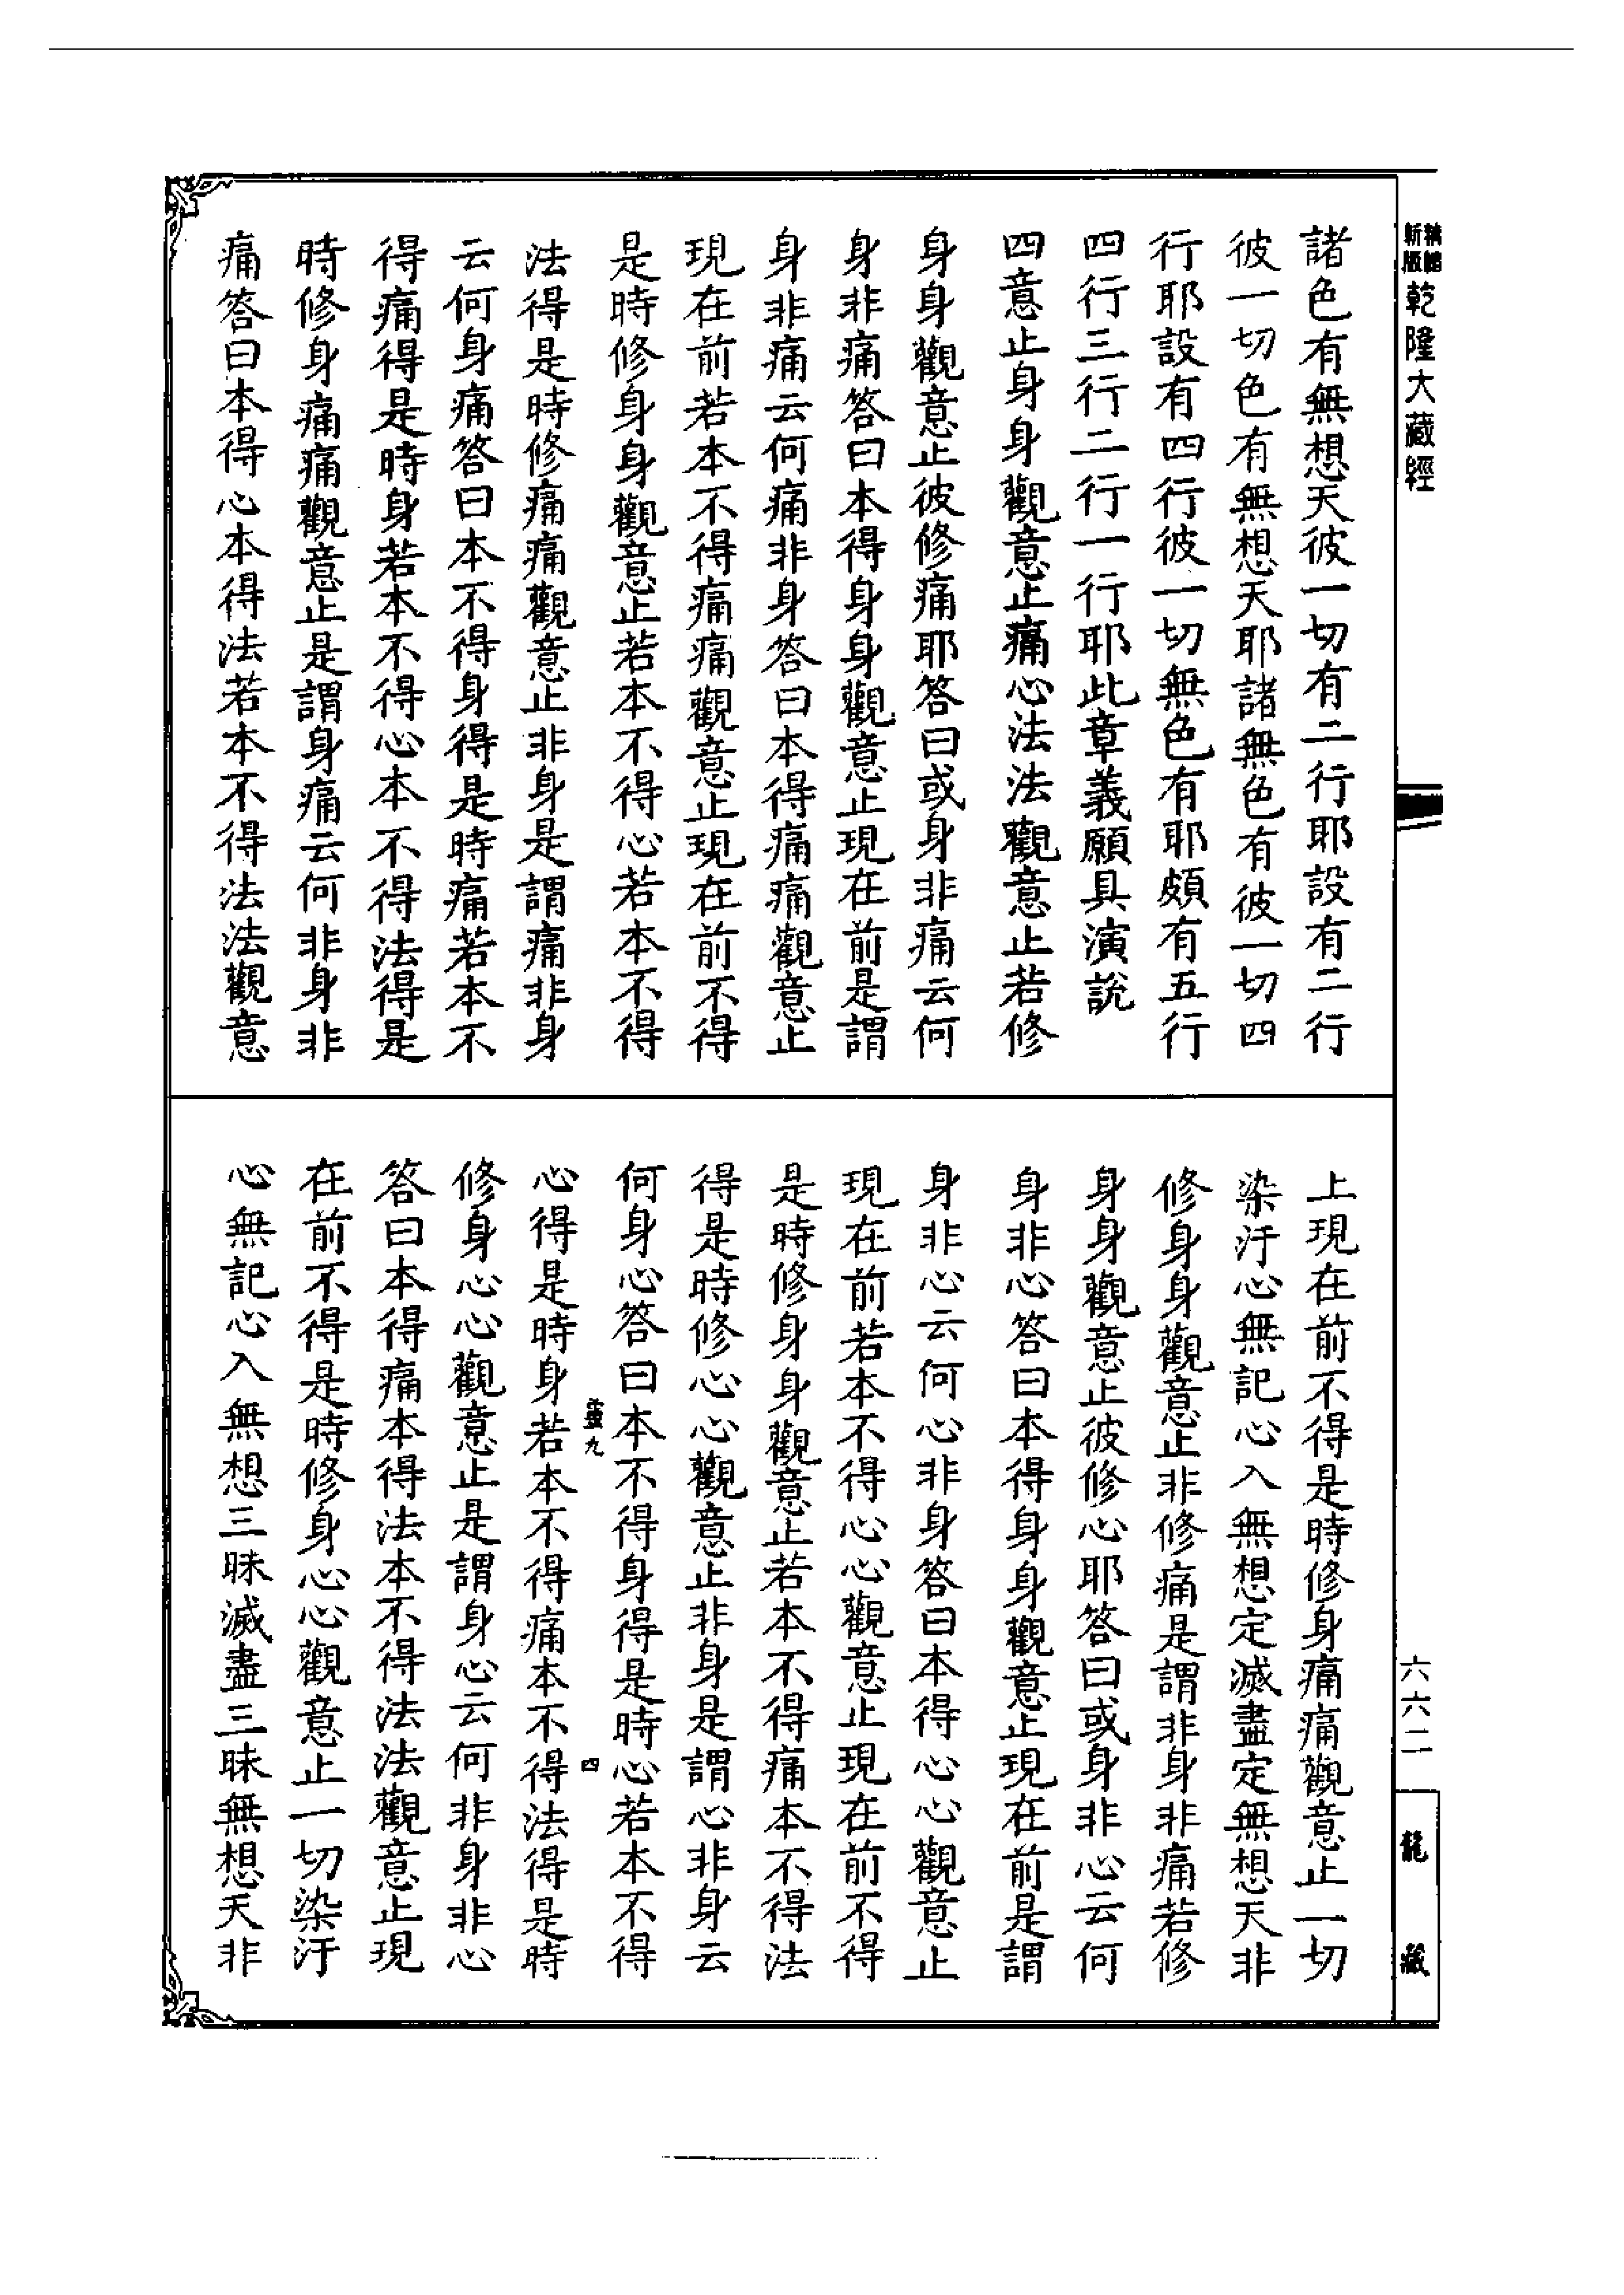 新版
乾隆大藏經
諸色有無想天彼一切有二行耶設有二行
彼一切色有無想天耶諸無色有彼一切四
行耶設有四行彼一切無色有耶頗有五行
四行三行二行一行耶此章義願具演說
四意止身身觀意止痛心法法觀意止若修
身身觀意止彼修痛耶答曰或身非痛云何
身非痛答曰本得身身觀意止現在前是謂
身非痛云何痛非身答曰本得痛痛觀意止
現在前若本不得痛痛觀意止現在前不得
是時修身身觀意止若本不得心若本不得
法得是時修痛痛觀意止非身是謂痛非身
云何身痛答曰本不得身得是時痛若本不
得痛得是時身若本不得心本不得法得是
時修身痛痛觀意止是謂身痛云何非身非
痛答曰本得心本得法若本不得法法觀意
上現在前不得是時修身痛痛觀意止一切
染汙心無記心入無想定滅盡定無想天非
修身身觀意止非修痛是謂非身非痛若修
身身觀意止彼修心耶答曰或身非心云何
身非心答曰本得身身觀意止現在前是謂
身非心云何心非身答曰本得心心觀意止
現在前若本不得心心觀意止現在前不得
是時修身身觀意止若本不得痛本不得法
得是時修心心觀意止非身是謂心非身云
何身心答曰本不得身得是時心若本不得
九
四
心得是時身若本不得痛本不得法得是時
修身心心觀意止是謂身心云何非身非心
答曰本得痛本得法本不得法法觀意止現
在前不得是時修身心心觀意止一切染汙
心無記心入無想三昧滅盡三昧無想天非
六六二
龍
藏